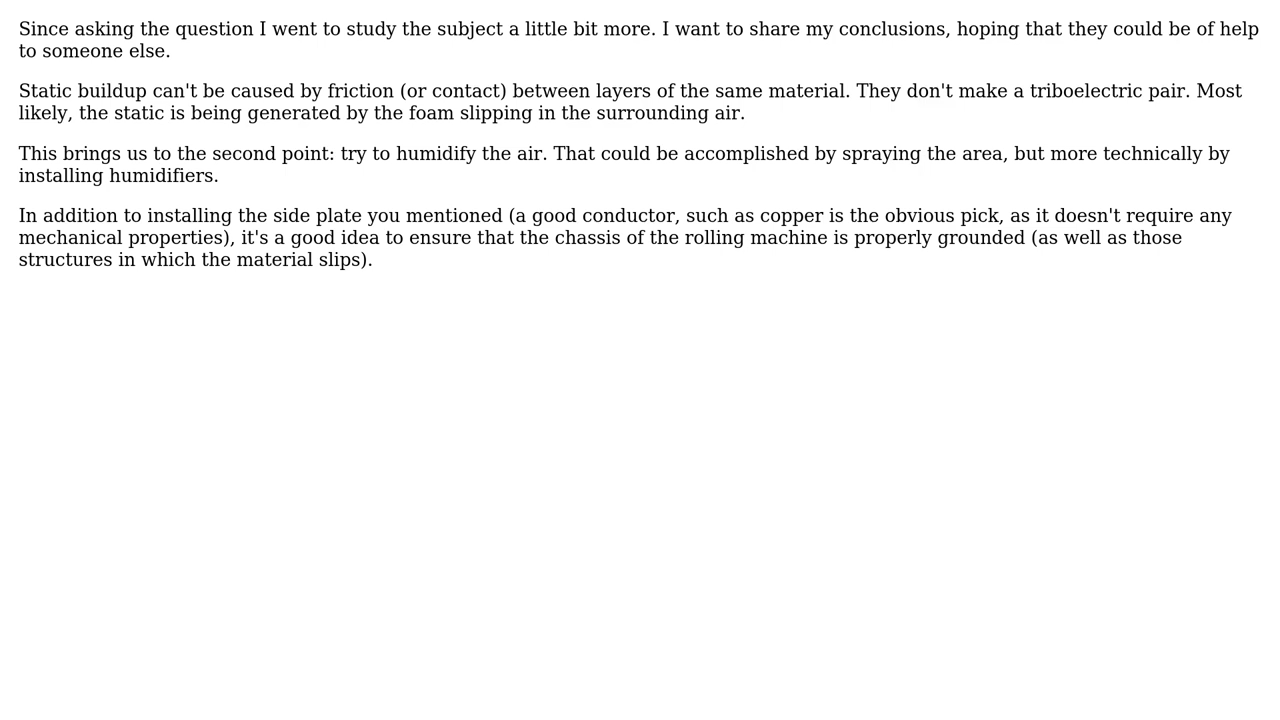 Since asking the question I went to study the subject a little bit more. I want to share my conclusions, hoping that they could be of help
to someone else.
Static buildup can't be caused by friction (or contact) between layers of the same material. They don't make a triboelectric pair. Most
likely, the static is being generated by the foam slipping in the surrounding air.
This brings us to the second point: try to humidify the air. That could be accomplished by spraying the area, but more technically by
installing humidifiers.
In addition to installing the side plate you mentioned (a good conductor, such as copper is the obvious pick, as it doesn't require any
mechanical properties), it's a good idea to ensure that the chassis of the rolling machine is properly grounded (as well as those
structures in which the material slips).